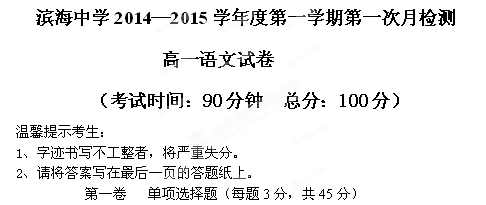 滨海中学2014—2015学年度第一学期第一次月检测
高一语文试卷
（考试时间：90分钟 总分：100分）
温馨提示考生：
1、字迹书写不工整者，将严重失分。
2、请将答案写在最后一页的答题纸上。
第一卷 单项选择题（每题3分，共45分）